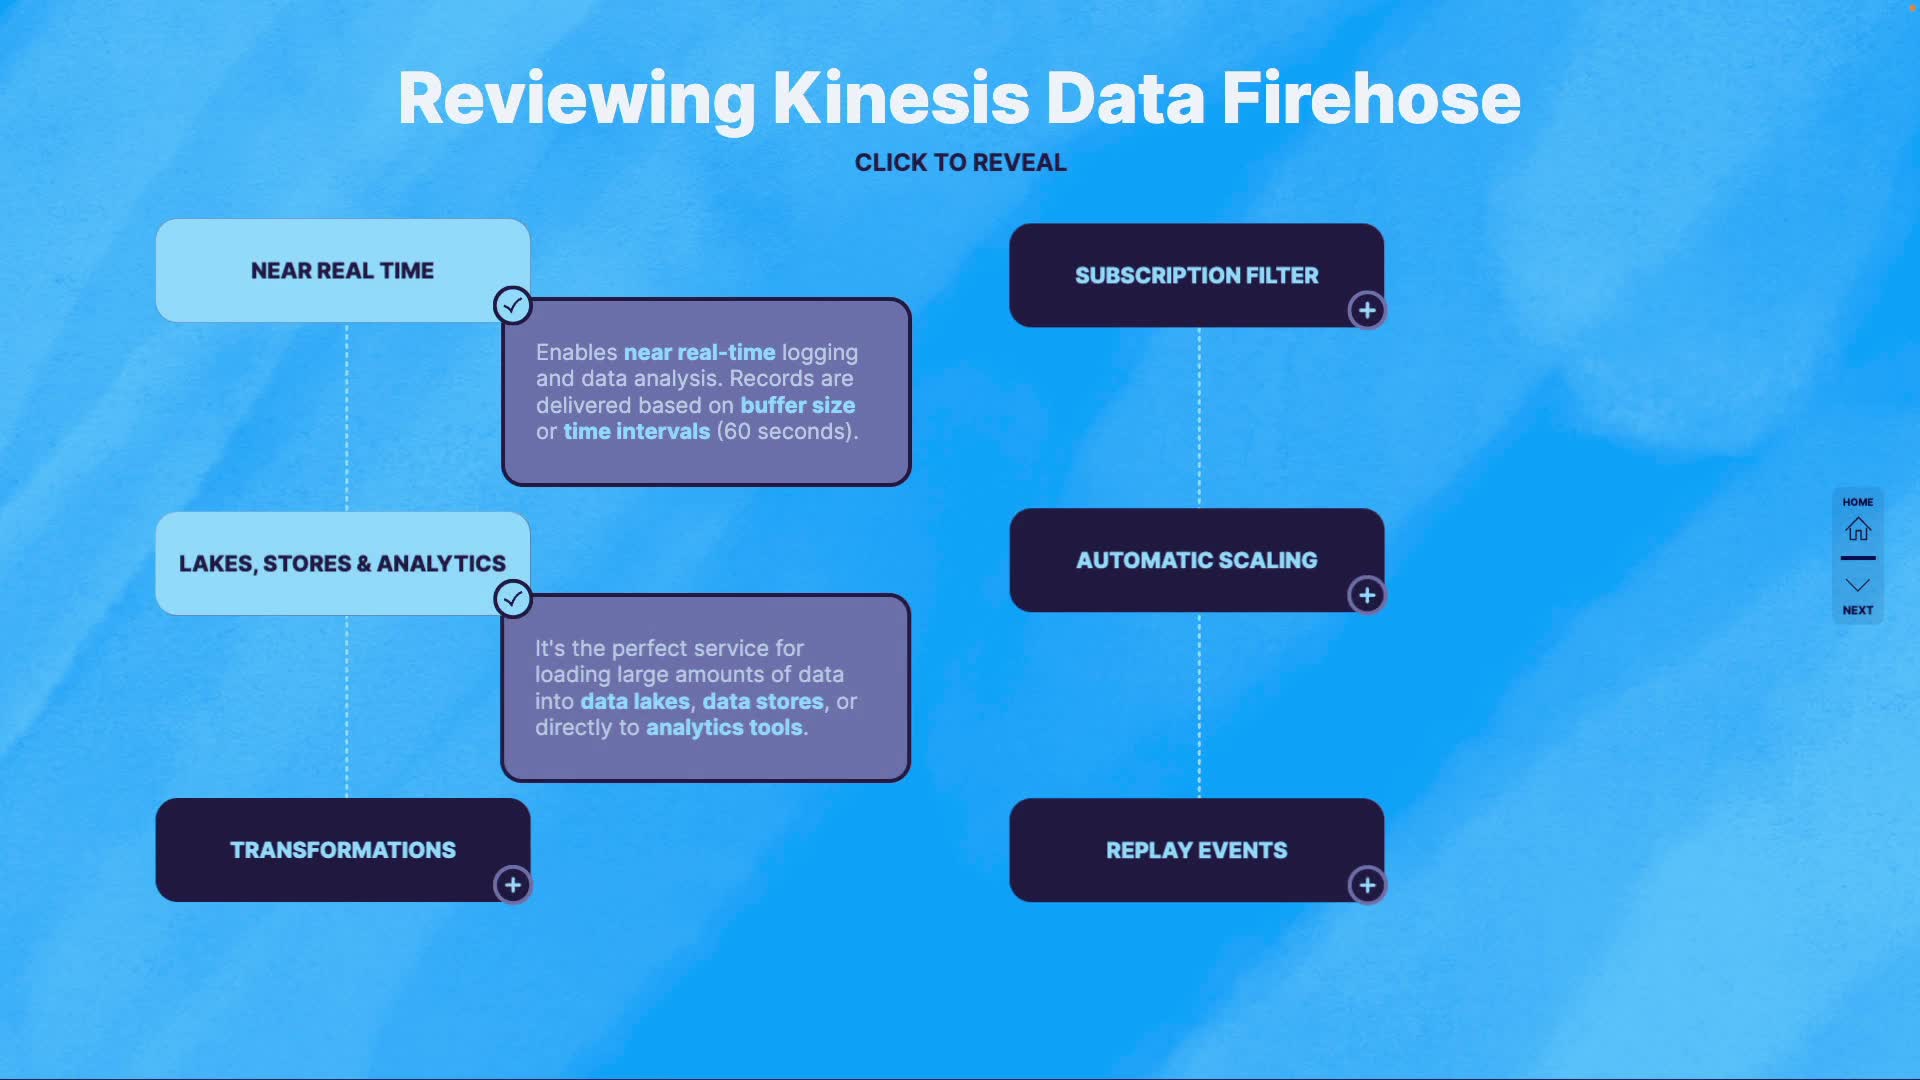 Reviewing Kinesis Data Firehose
CLICK TO REVEAL
NEAR REAL TIME
Enables near real-time logging
and data analysis. Records are
delivered based on buffer size
or time intervals (60 seconds).
LAKES, STORES & ANALYTICS
It's the perfect service for
loading large amounts of data
into data lakes, data stores, or
directly to analytics tools.
TRANSFORMATIONS
SUBSCRIPTION FILTER
AUTOMATIC SCALING
REPLAY EVENTS
HOME
NEXT